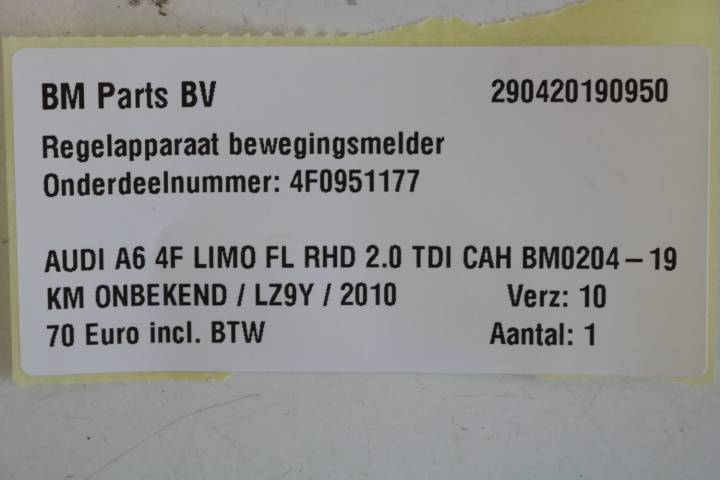 BM Parts BV 290420190950
Regelapparaat bewegingsmelder
Onderdeelnummer: 4F0951177
AUDI A6 4F LIMO FL RHD 2.0 TDI CAH BM0204-19
KM ONBEKEND / LZ9Y / 2010 Verz: 10
70 Euro incl. BTW Aantal: 1